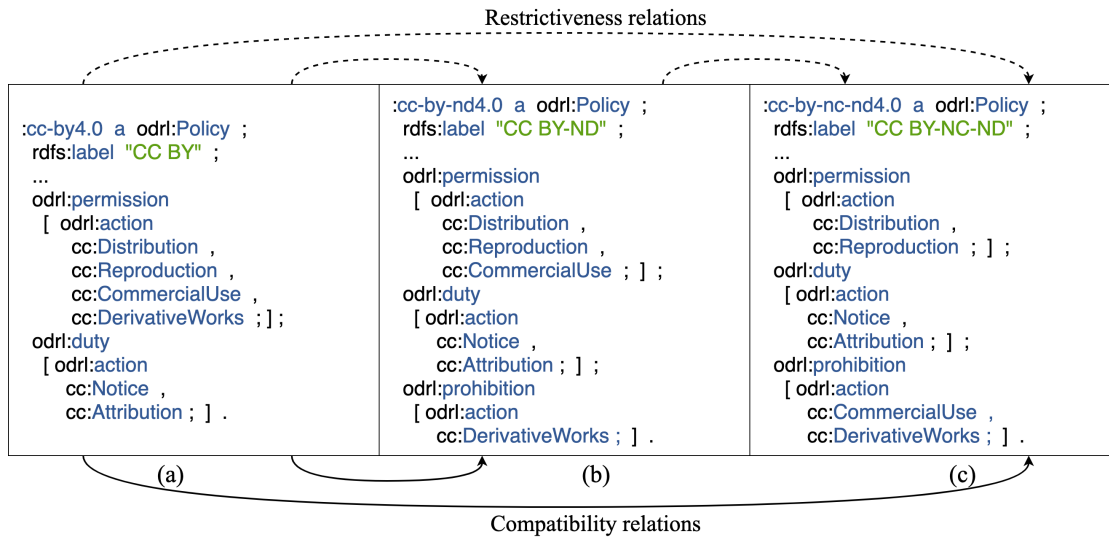 Restrictiveness relations
:cc-by4.0 a odrl:Policy ;
rdfs:label "CC BY" ;
...
odrl:permission
[ odrl:action
cc:Distribution ,
cc:Reproduction ,
cc:CommercialUse ,
cc:DerivativeWorks ; ] ;
odrl:duty
[ odrl:action
cc:Notice ,
cc:Attribution ; ] .
(a)
:cc-by-nd4.0 a odrl:Policy ;
rdfs:label "CC BY-ND" ;
...
odrl:permission
[ odrl:action
cc:Distribution ,
cc:Reproduction ,
cc:CommercialUse ; ] ;
odrl:duty
[ odrl:action
cc:Notice ,
cc:Attribution ; ] ;
odrl:prohibition
[ odrl:action
cc:DerivativeWorks ; ] .
(b)
:cc-by-nc-nd4.0 a odrl:Policy ;
rdfs:label "CC BY-NC-ND" ;
...
odrl:permission
[ odrl:action
cc:Distribution ,
cc:Reproduction ; ] ;
odrl:duty
[ odrl:action
cc:Notice ,
cc:Attribution ; ] ;
odrl:prohibition
[ odrl:action
cc:CommercialUse ,
cc:DerivativeWorks ; ] .
(c)
Compatibility relations